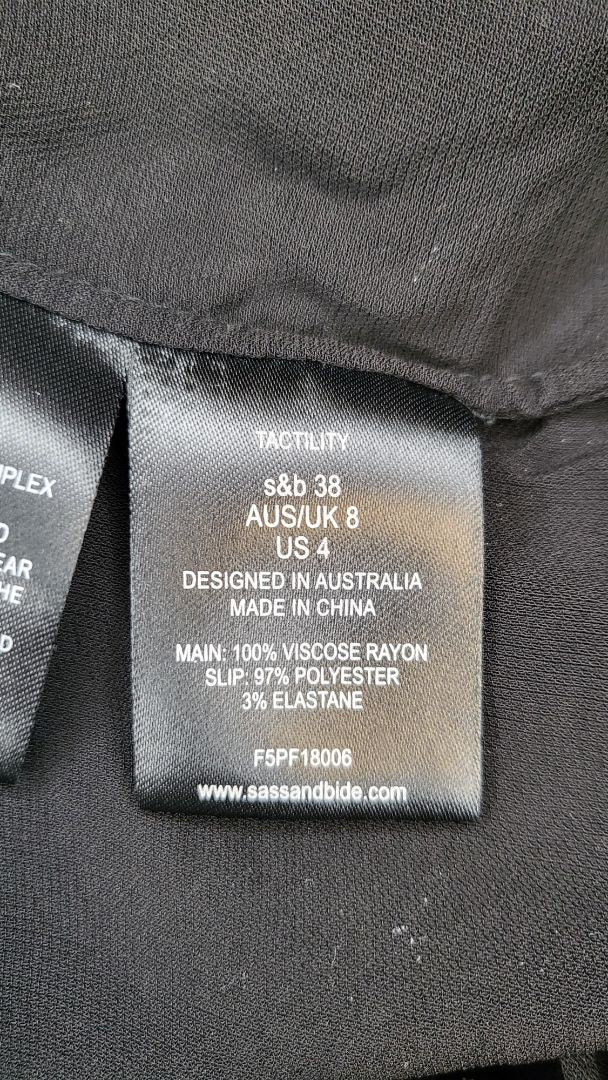 TACTILITY
s&b 38
AUS/UK 8
US 4
DESIGNED IN AUSTRALIA
MADE IN CHINA
MAIN: 100% VISCOSE RAYON
SLIP: 97% POLYESTER
3% ELASTANE
F5PF18006
www.sassandbide.com